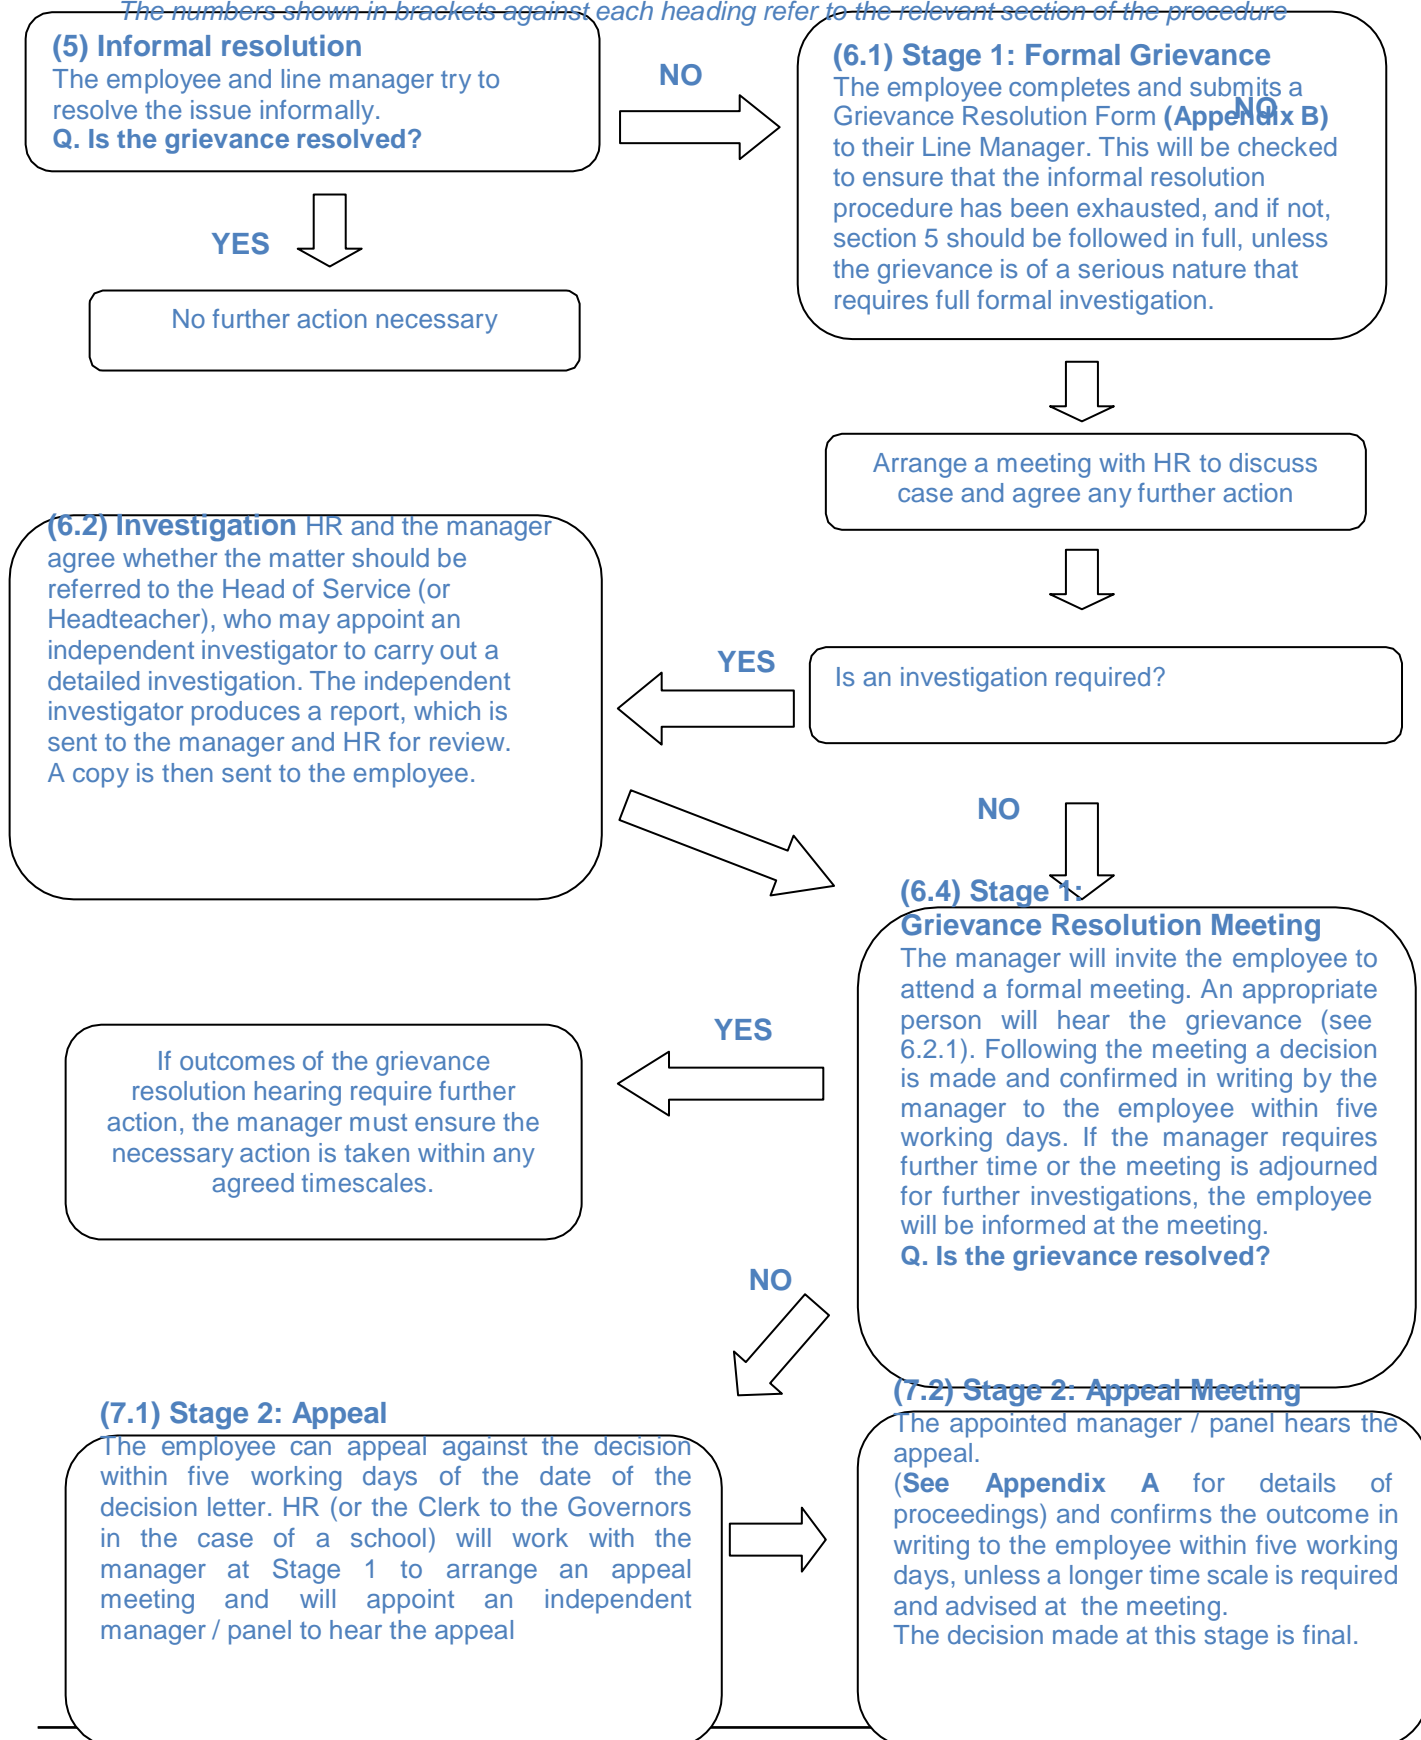 The numbers shown in brackets against each heading refer to the relevant section of the procedure
(5) Informal resolution
The employee and line manager try to
resolve the issue informally.
Q. Is the grievance resolved?
NO
(6.1) Stage 1: Formal Grievance
The employee completes and submits a
Grievance Resolution Form (Appendix B)
NO
to their Line Manager. This will be checked
to ensure that the informal resolution
procedure has been exhausted, and if not,
section 5 should be followed in full, unless
the grievance is of a serious nature that
requires full formal investigation.
YES
No further action necessary
Arrange a meeting with HR to discuss
case and agree any further action
(6.2) Investigation HR and the manager
agree whether the matter should be
referred to the Head of Service (or
Headteacher), who may appoint an
independent investigator to carry out a
detailed investigation. The independent
investigator produces a report, which is
sent to the manager and HR for review.
A copy is then sent to the employee.
YES
Is an investigation required?
NO
(6.4) Stage 1:
Grievance Resolution Meeting
The manager will invite the employee to
attend a formal meeting. An appropriate
person will hear the grievance (see
6.2.1). Following the meeting a decision
is made and confirmed in writing by the
manager to the employee within five
working days. If the manager requires
further time or the meeting is adjourned
for further investigations, the employee
will be informed at the meeting.
Q. Is the grievance resolved?
YES
If outcomes of the grievance
resolution hearing require further
action, the manager must ensure the
necessary action is taken within any
agreed timescales.
NO
(7.1) Stage 2: Appeal
The employee can appeal against the decision
within five working days of the date of the
decision letter. HR (or the Clerk to the Governors
in the case of a school) will work with the
manager at Stage 1 to arrange an appeal
meeting and will appoint an independent
manager / panel to hear the appeal
(7.2) Stage 2: Appeal Meeting
The appointed manager / panel hears the
appeal.
(See Appendix A for details of
proceedings) and confirms the outcome in
writing to the employee within five working
days, unless a longer time scale is required
and advised at the meeting.
The decision made at this stage is final.